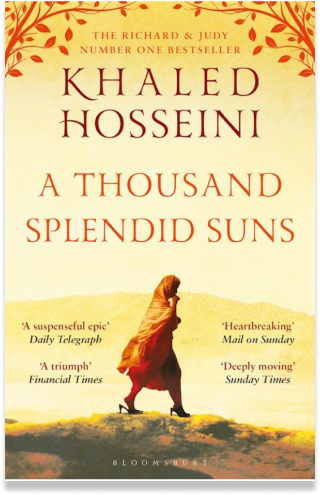 THE RICHARD & JUDY
NUMBER ONE BESTSELLER
KHALED
HOSSEINI
A THOUSAND
SPLENDID SUNS
‘A suspenseful epic’
Daily Telegraph
‘Heartbreaking’
Mail on Sunday
‘A triumph’
Financial Times
‘Deeply moving’
Sunday Times
BLOOMSBURY